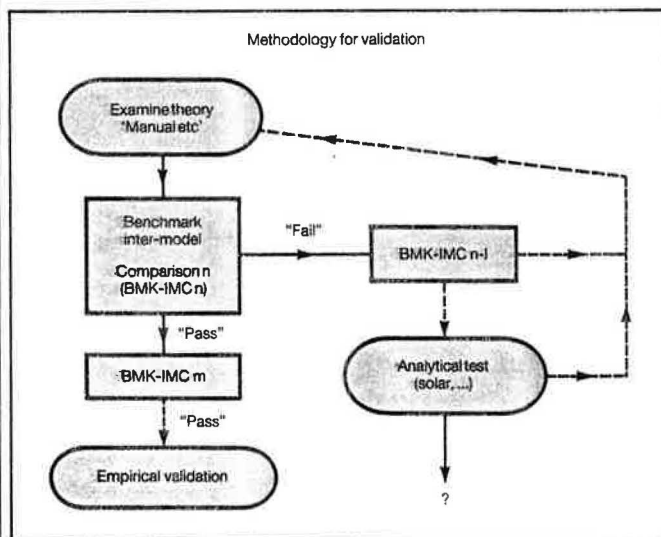 Methodology for validation
Examine theory
'Manual etc'
Benchmark
inter-model
Comparison n
(BMK-IMC n)
"Fail"
BMK-IMC n-I
"Pass"
BMK-IMC m
Analytical test
(solar, ...)
"Pass"
Empirical validation
?